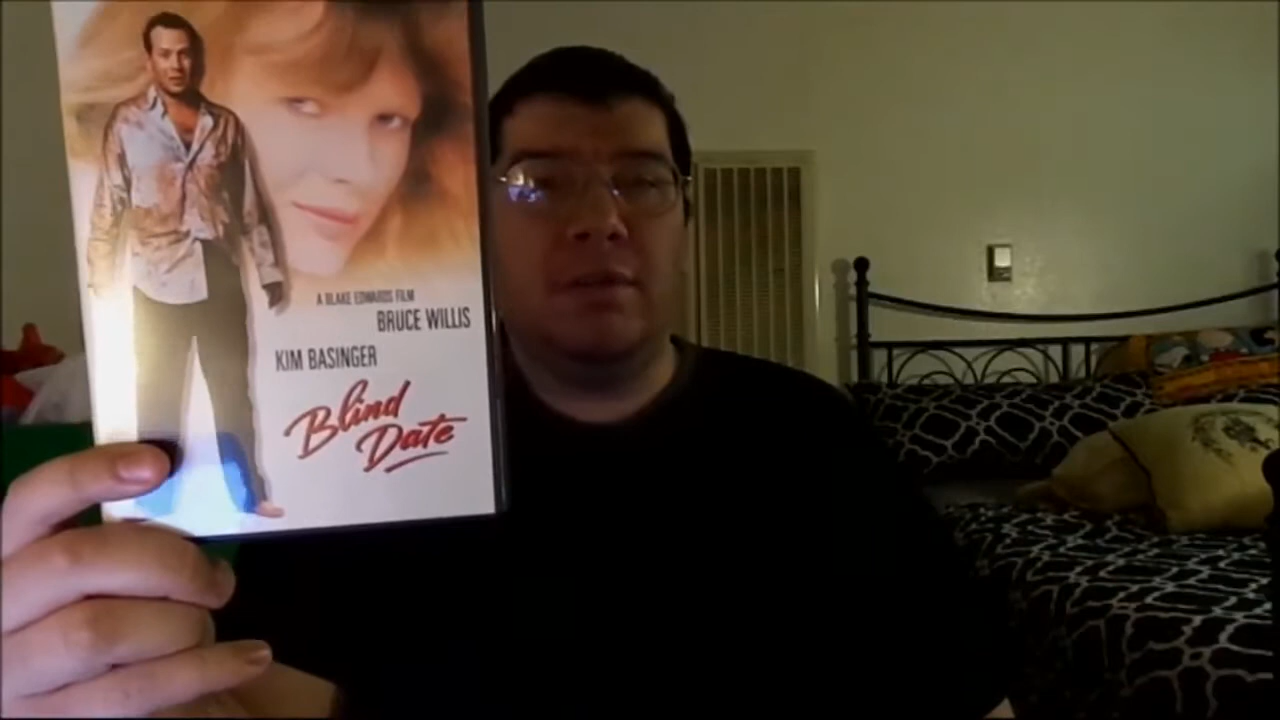 A BLAKE EDWARDS FILM
BRUCE WILLIS
KIM BASINGER
Blind
Date